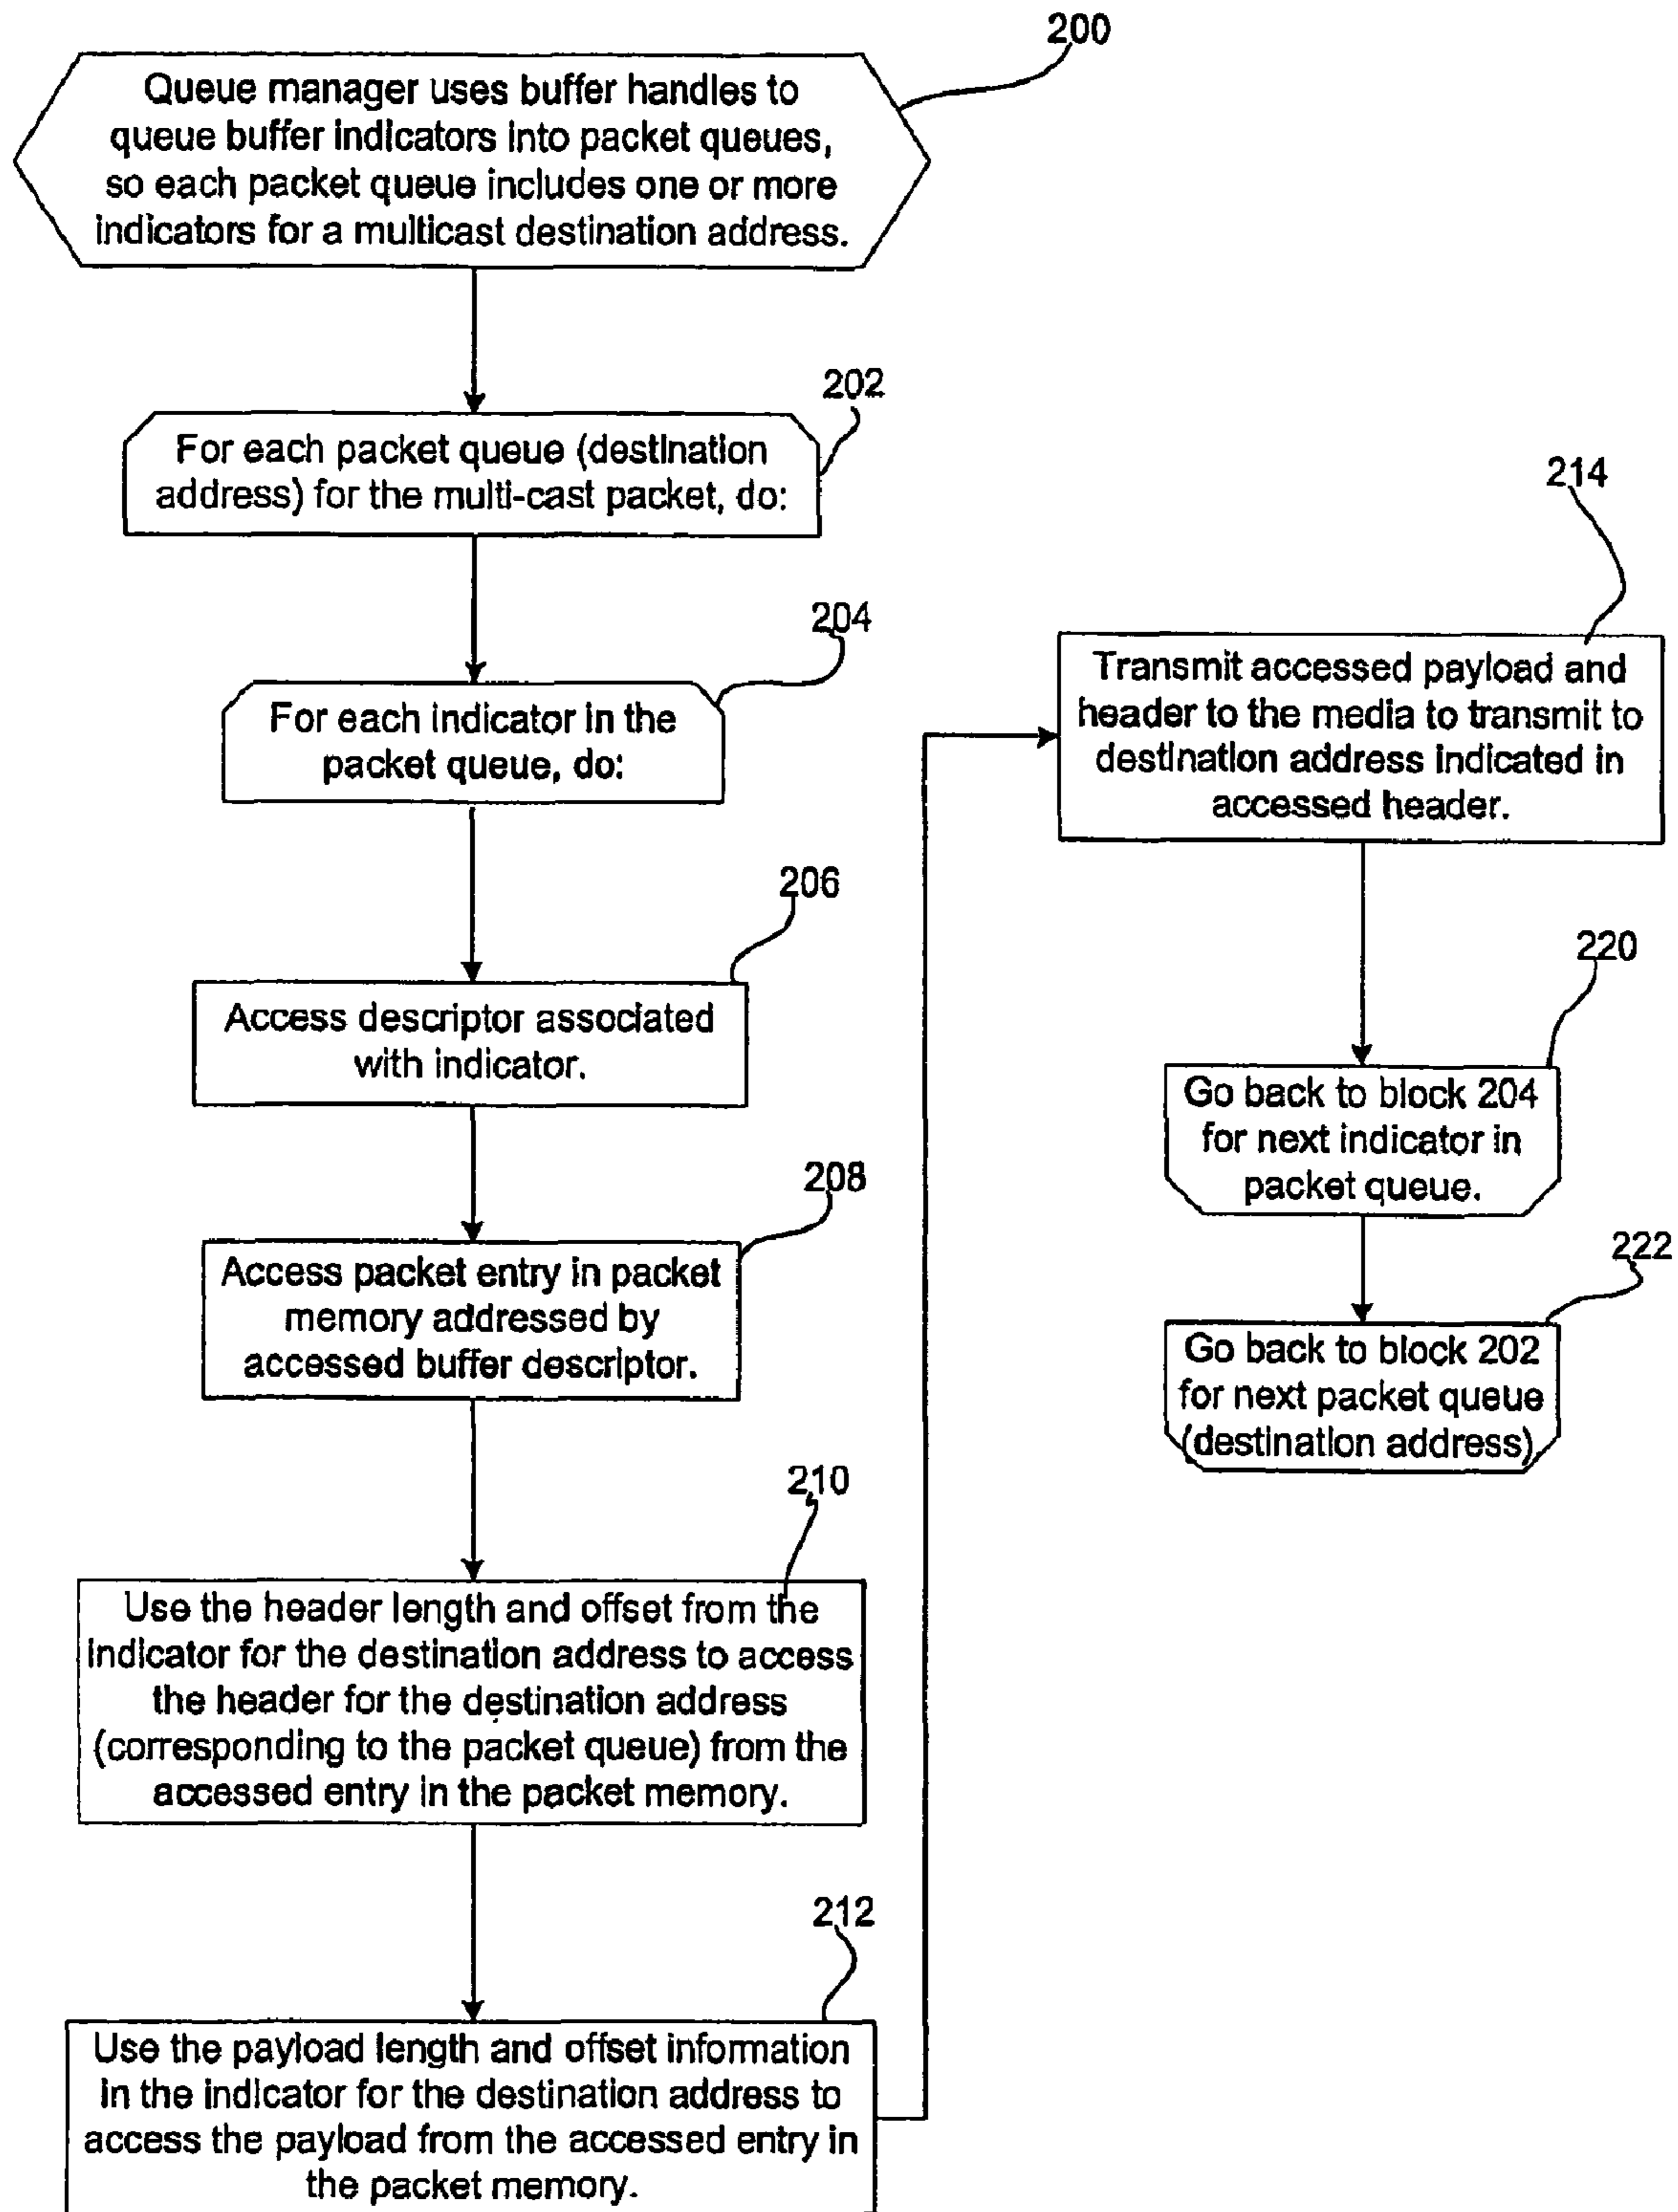 200
Queue manager uses buffer handles to
queue buffer indicators into packet queues,
so each packet queue includes one or more
indicators for a multicast destination address.
202
For each packet queue (destination
address) for the multi-cast packet, do:
204
For each indicator in the
packet queue, do:
206
Access descriptor associated
with indicator.
208
Access packet entry in packet
memory addressed by
accessed buffer descriptor.
210
Use the header length and offset from the
indicator for the destination address to access
the header for the destination address
(corresponding to the packet queue) from the
accessed entry in the packet memory.
212
Use the payload length and offset information
in the indicator for the destination address to
access the payload from the accessed entry in
the packet memory.
214
Transmit accessed payload and
header to the media to transmit to
destination address indicated in
accessed header.
220
Go back to block 204
for next indicator in
packet queue.
222
Go back to block 202
for next packet queue
(destination address)